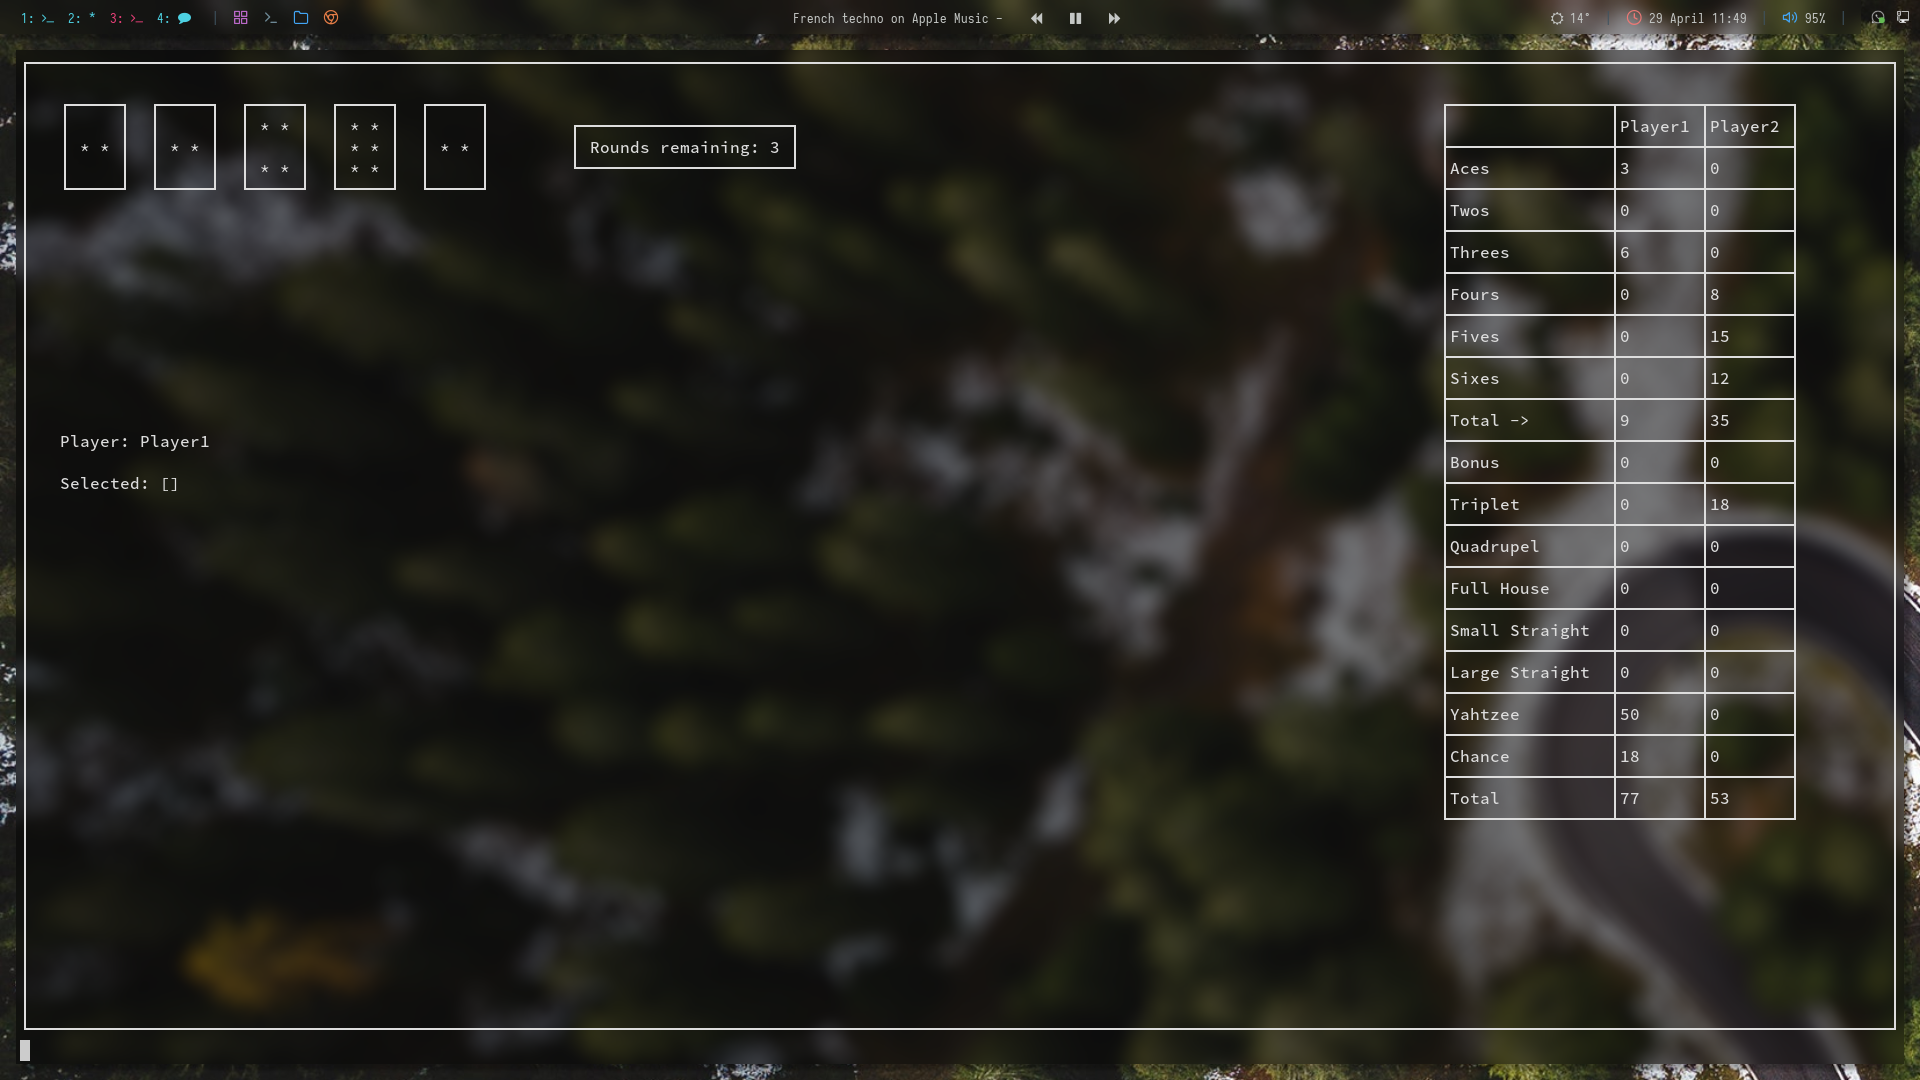 1: 2: * 3: 4: French techno on Apple Music - 14° 29 April 11:49 95%
* * * * * * * * * * * * * * * *
Rounds remaining: 3
Player: Player1
Selected: []
Player1 Player2
Aces 3 0
Twos 0 0
Threes 6 0
Fours 0 8
Fives 0 15
Sixes 0 12
Total -> 9 35
Bonus 0 0
Triplet 0 18
Quadrupel 0 0
Full House 0 0
Small Straight 0 0
Large Straight 0 0
Yahtzee 50 0
Chance 18 0
Total 77 53